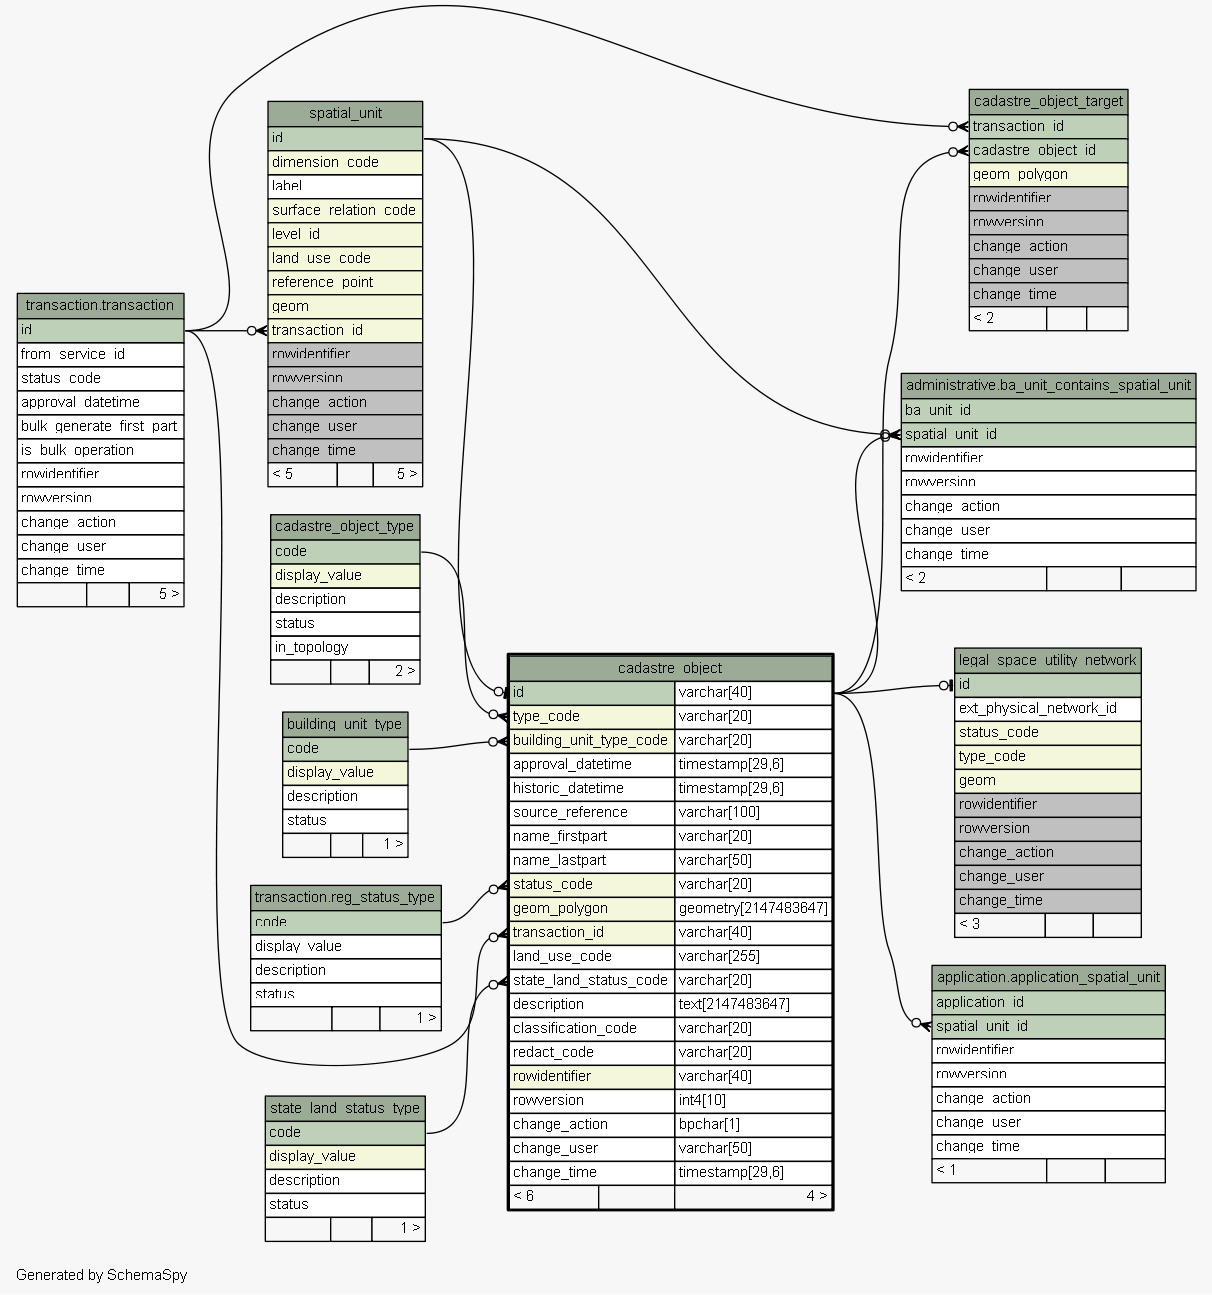 spatial_unit
id
dimension_code
label
surface_relation_code
level_id
land_use_code
reference_point
geom
transaction_id
rowidentifier
rowversion
change_action
change_user
change_time
< 5 5 >
cadastre_object_target
transaction_id
cadastre_object_id
geom_polygon
rowidentifier
rowversion
change_action
change_user
change_time
< 2
transaction.transaction
id
from_service_id
status_code
approval_datetime
bulk_generate_first_part
is_bulk_operation
rowidentifier
rowversion
change_action
change_user
change_time
5 >
administrative.ba_unit_contains_spatial_unit
ba_unit_id
spatial_unit_id
rowidentifier
rowversion
change_action
change_user
change_time
< 2
cadastre_object_type
code
display_value
description
status
in_topology
2 >
building_unit_type
code
display_value
description
status
1 >
transaction.reg_status_type
code
display_value
description
status
1 >
state_land_status_type
code
display_value
description
status
1 >
cadastre_object
id varchar[40]
type_code varchar[20]
building_unit_type_code varchar[20]
approval_datetime timestamp[29,6]
historic_datetime timestamp[29,6]
source_reference varchar[100]
name_firstpart varchar[20]
name_lastpart varchar[50]
status_code varchar[20]
geom_polygon geometry[2147483647]
transaction_id varchar[40]
land_use_code varchar[255]
state_land_status_code varchar[20]
description text[2147483647]
classification_code varchar[20]
redact_code varchar[20]
rowidentifier varchar[40]
rowversion int4[10]
change_action bpchar[1]
change_user varchar[50]
change_time timestamp[29,6]
< 6 4 >
legal_space_utility_network
id
ext_physical_network_id
status_code
type_code
geom
rowidentifier
rowversion
change_action
change_user
change_time
< 3
application.application_spatial_unit
application_id
spatial_unit_id
rowidentifier
rowversion
change_action
change_user
change_time
< 1
Generated by SchemaSpy